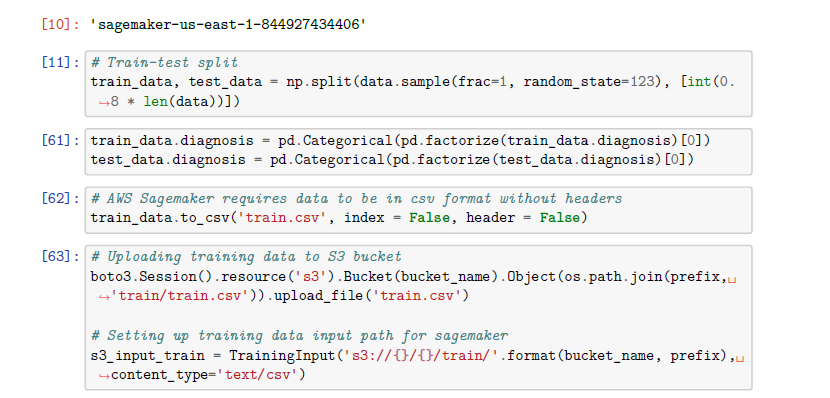 [10]: 'sagemaker-us-east-1-844927434406'
[11]: # Train-test split
train_data, test_data = np.split(data.sample(frac=1, random_state=123), [int(0.
↪8 * len(data))])
[61]: train_data.diagnosis = pd.Categorical(pd.factorize(train_data.diagnosis)[0])
test_data.diagnosis = pd.Categorical(pd.factorize(test_data.diagnosis)[0])
[62]: # AWS Sagemaker requires data to be in csv format without headers
train_data.to_csv('train.csv', index = False, header = False)
[63]: # Uploading training data to S3 bucket
boto3.Session().resource('s3').Bucket(bucket_name).Object(os.path.join(prefix,␣
↪'train/train.csv')).upload_file('train.csv')
# Setting up training data input path for sagemaker
s3_input_train = TrainingInput('s3://{}/{}/train/'.format(bucket_name, prefix),␣
↪content_type='text/csv')